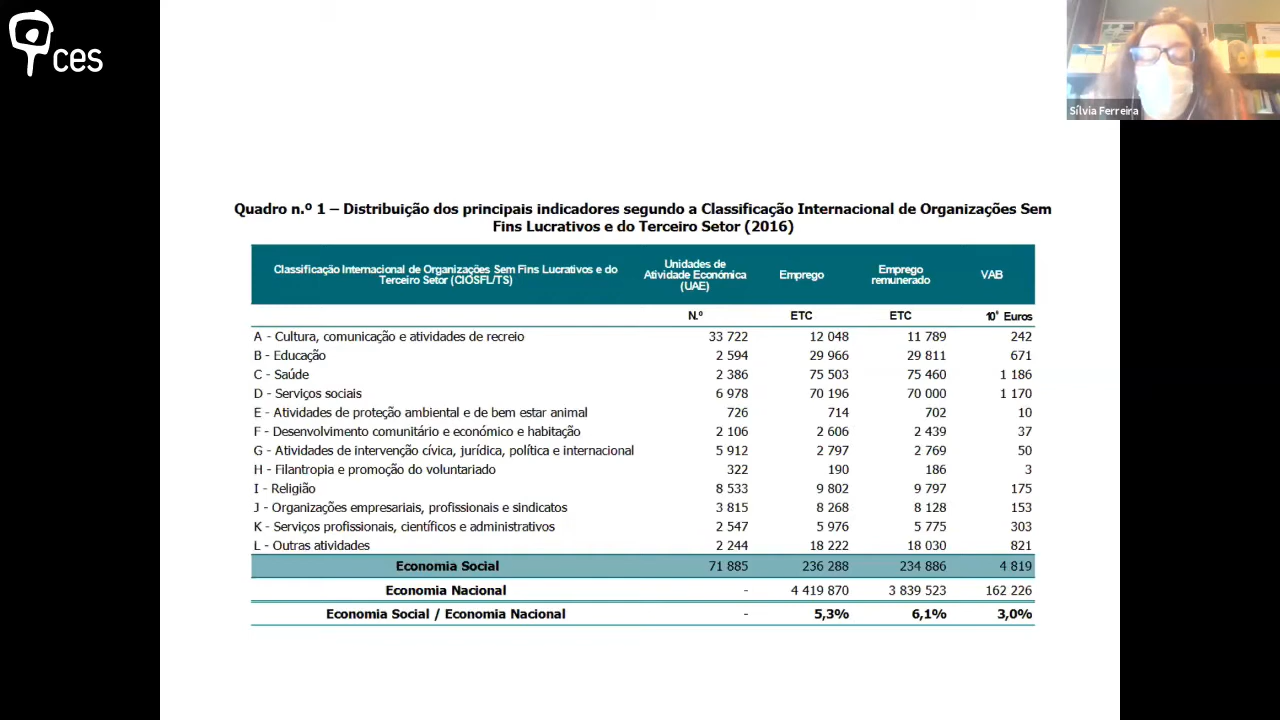 ces
Sílvia Ferreira
Quadro n.º 1 – Distribuição dos principais indicadores segundo a Classificação Internacional de Organizações Sem
Fins Lucrativos e do Terceiro Setor (2016)
Classificação Internacional de Organizações Sem Fins Lucrativos e do
Terceiro Setor (CIOSFL/TS)
Unidades de
Atividade Económica
(UAE)
Emprego
Emprego
remunerado
VAB
N.º ETC ETC 10⁶ Euros
A - Cultura, comunicação e atividades de recreio 33 722 12 048 11 789 242
B - Educação 2 594 29 966 29 811 671
C - Saúde 2 386 75 503 75 460 1 186
D - Serviços sociais 6 978 70 196 70 000 1 170
E - Atividades de proteção ambiental e de bem estar animal 726 714 702 10
F - Desenvolvimento comunitário e económico e habitação 2 106 2 606 2 439 37
G - Atividades de intervenção cívica, jurídica, política e internacional 5 912 2 797 2 769 50
H - Filantropia e promoção do voluntariado 322 190 186 3
I - Religião 8 533 9 802 9 797 175
J - Organizações empresariais, profissionais e sindicatos 3 815 8 268 8 128 153
K - Serviços profissionais, científicos e administrativos 2 547 5 976 5 775 303
L - Outras atividades 2 244 18 222 18 030 821
Economia Social 71 885 236 288 234 886 4 819
Economia Nacional - 4 419 870 3 839 523 162 226
Economia Social / Economia Nacional - 5,3% 6,1% 3,0%